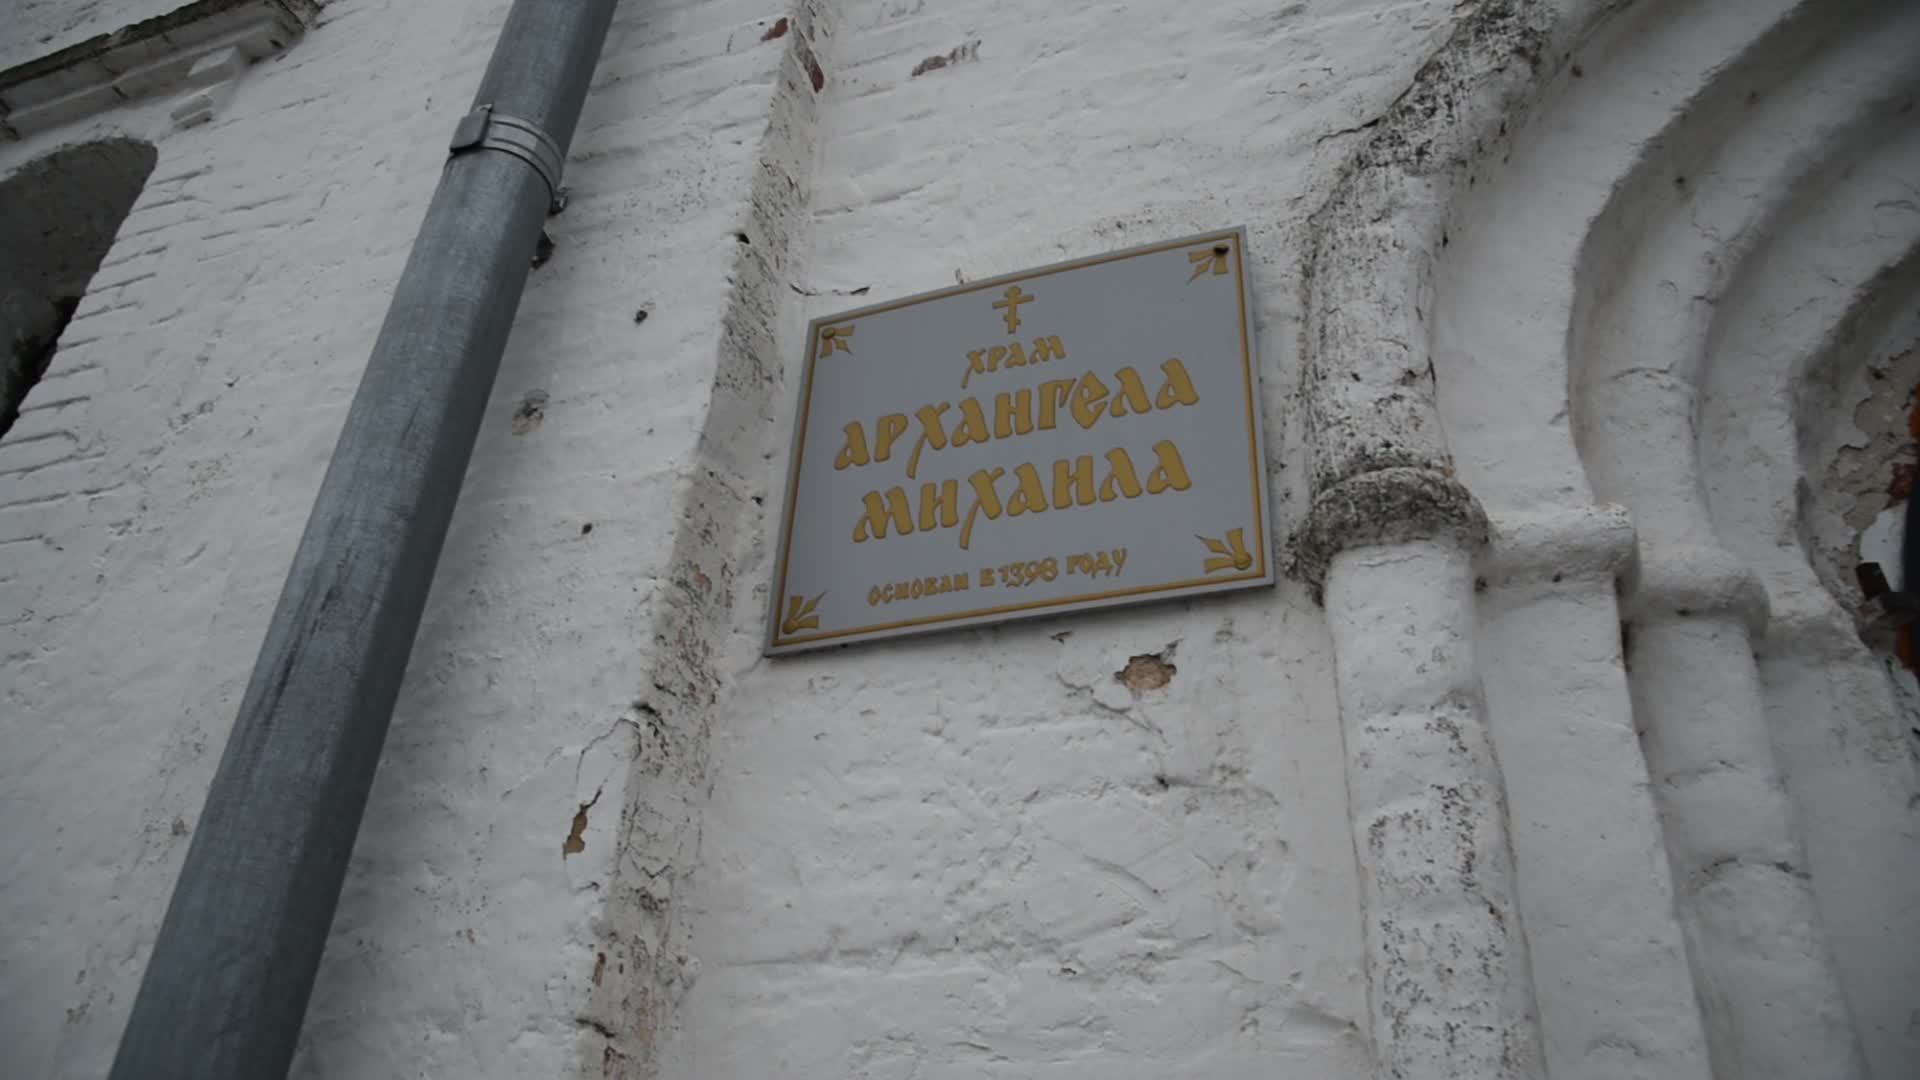 ХРАМ
АРХАНГЕЛА
МИХАИЛА
ОСНОВАН В 1398 ГОДУ